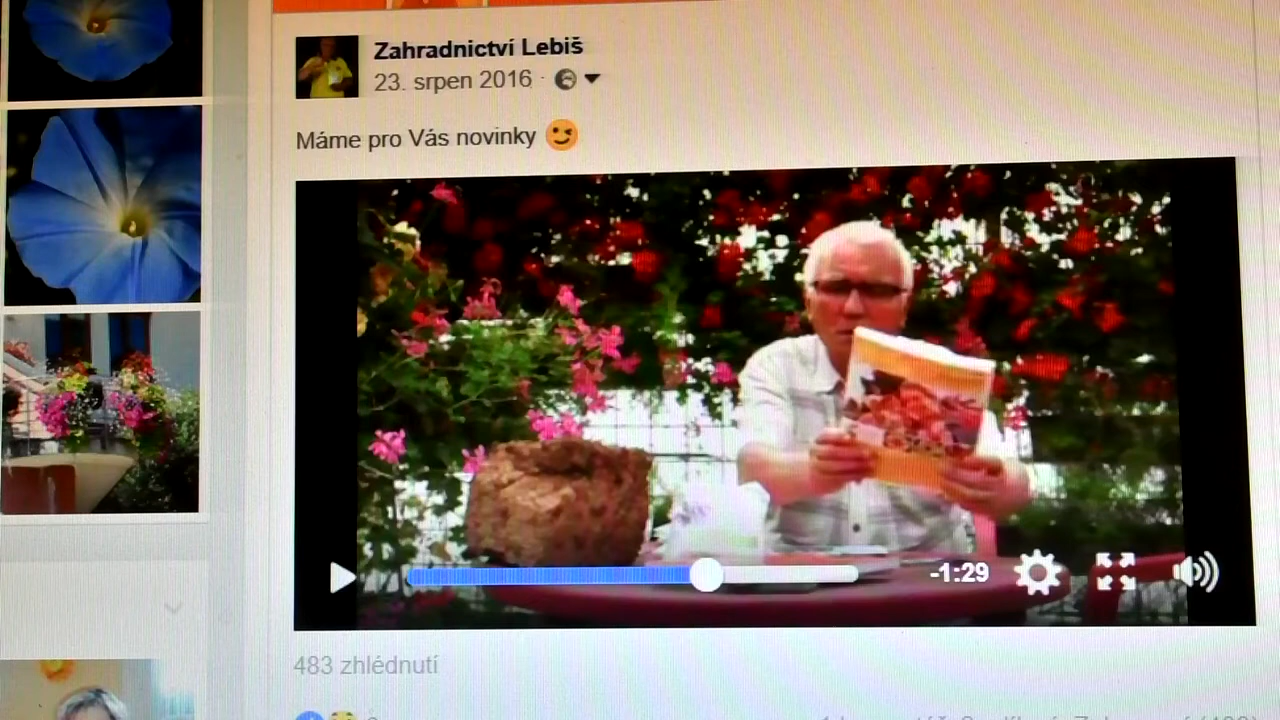 Zahradnictví Lebiš
23. srpen 2016 ·
Máme pro Vás novinky
-1:29
483 zhlédnutí